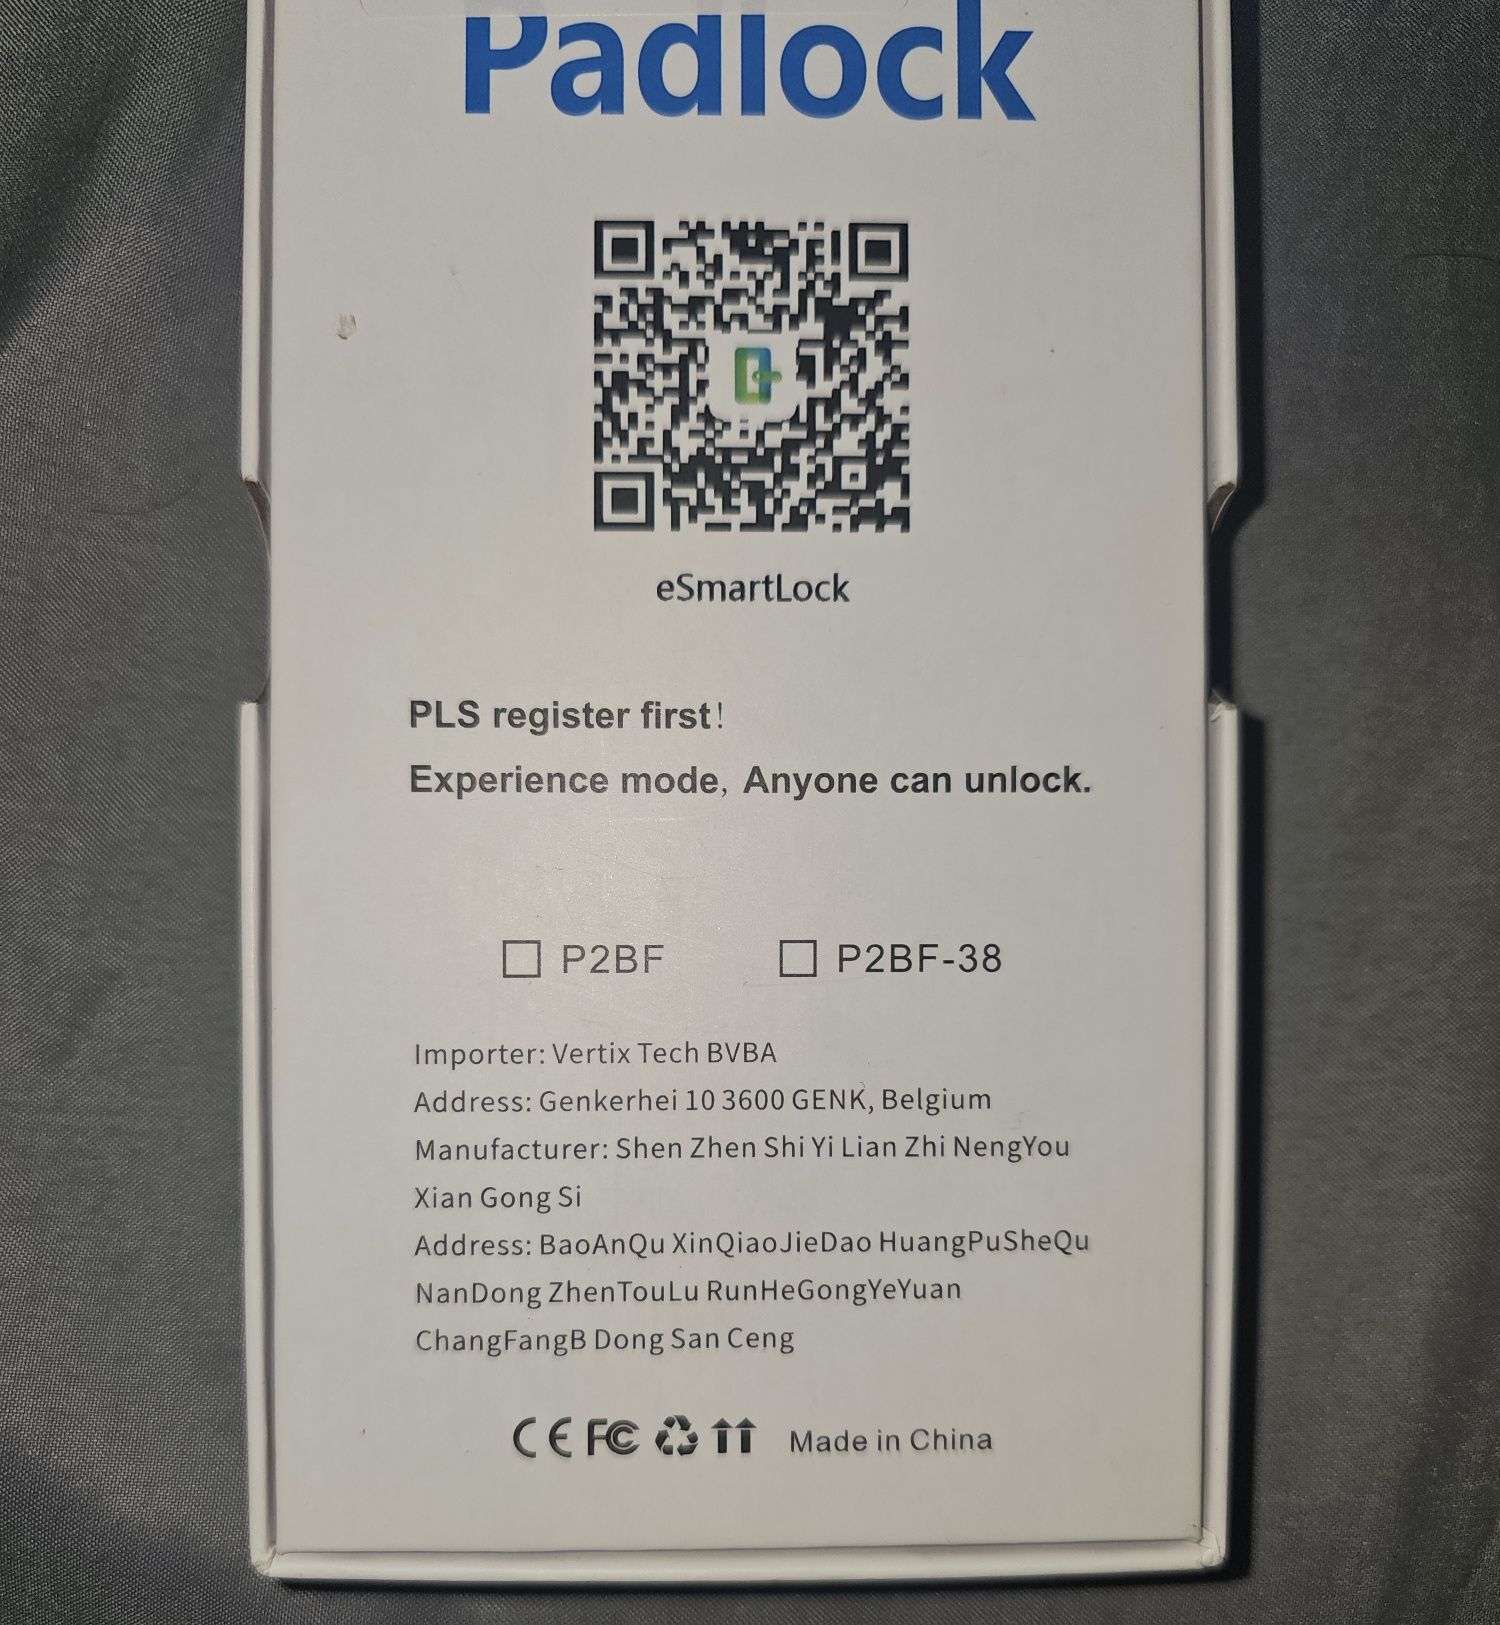 Padlock
eSmartLock
PLS register first!
Experience mode, Anyone can unlock.
P2BF P2BF-38
Importer: Vertix Tech BVBA
Address: Genkerhei 10 3600 GENK, Belgium
Manufacturer: Shen Zhen Shi Yi Lian Zhi NengYou
Xian Gong Si
Address: BaoAnQu XinQiaoJieDao HuangPuSheQu
NanDong ZhenTouLu RunHeGongYeYuan
ChangFangB Dong San Ceng
CE FC Made in China